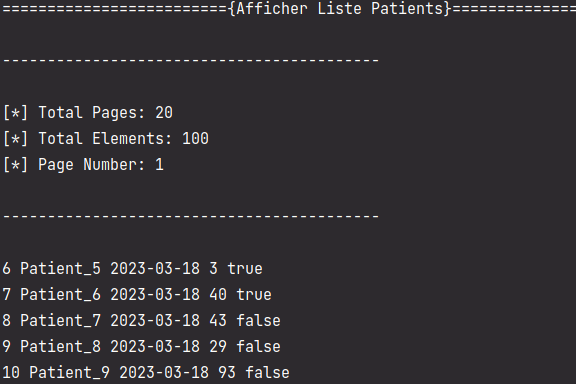 ========================={Afficher Liste Patients}==============
------------------------------------------
[*] Total Pages: 20
[*] Total Elements: 100
[*] Page Number: 1
------------------------------------------
6 Patient_5 2023-03-18 3 true
7 Patient_6 2023-03-18 40 true
8 Patient_7 2023-03-18 43 false
9 Patient_8 2023-03-18 29 false
10 Patient_9 2023-03-18 93 false